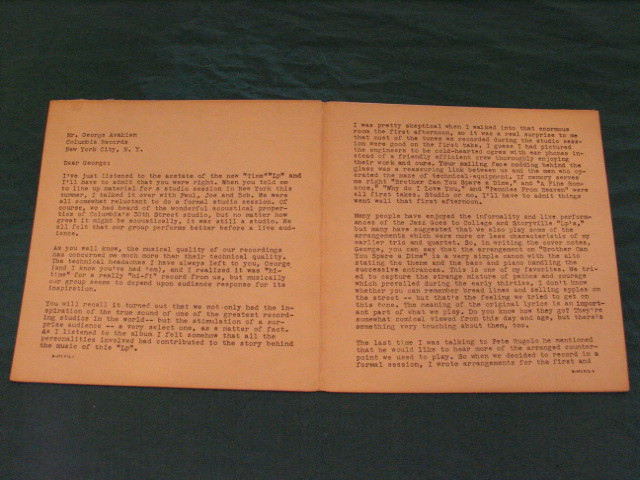 Mr. George Avakian
Columbia Records
New York City, N. Y.
Dear George:
I've just listened to the acetate of the new "Time" "Lp" and
I'll have to admit that you were right. When you told me
to line up material for a studio session in New York this
summer, I talked it over with Paul, Joe and Bob. We were
all somewhat reluctant to do a formal studio session. Of
course, we had heard of the wonderful acoustical proper-
ties of Columbia's 30th Street studio, but no matter how
great it might be acoustically, it was still a studio. We
all felt that our group performs better before a live aud-
ience.
As you well know, the musical quality of our recordings
has concerned me much more than their technical quality.
The technical headaches I have always left to you, George
(and I know you've had 'em), and I realized it was "hi-
time" for a really "hi-fi" record from us, but musically
our group seems to depend upon audience response for its
inspiration.
You will recall it turned out that we not only had the in-
spiration of the true sound of one of the greatest record-
ing studios in the world -- but the stimulation of a sur-
prise audience -- a very select one, as a matter of fact.
As I listened to the album I felt somehow that all the
personalities involved had contributed to the story behind
the music of this "Lp".
I was pretty skeptical when I walked into that enormous
room the first afternoon, so it was a real surprise to me
that most of the tunes we recorded during the studio sess-
ion were good on the first take. I guess I had pictured
the engineers to be cold-hearted ogres with ear phones in-
stead of a friendly efficient crew thoroughly enjoying
their work and ours. Your smiling face nodding behind the
glass was a reassuring link between us and the men who op-
erated the maze of technical equipment. If memory serves
me right "Brother Can You Spare a Dime," and "A Fine Rom-
ance," "Why do I Love You," and "Pennies From Heaven" were
all first takes. Studio or no, I'll have to admit things
went well that first afternoon.
Many people have enjoyed the informality and live perform-
ances of the Jazz Goes to College and Storyville "Lp's,"
but many have suggested that we also play some of the
arrangements which are more or less characteristic of my
earlier trio and quartet. So, in writing the cover notes,
George, you can say that the arrangement on "Brother Can
You Spare a Dime" is a very simple canon with the alto
stating the theme and the bass and piano handling the
successive entrances. This is one of my favorites. We tri-
ed to capture the strange mixture of pathos and courage
which prevailed during the early thirties. I don't know
whether you can remember bread lines and selling apples on
the street -- but that's the feeling we tried to get on
this tune. The meaning of the original lyrics is an import-
ant part of what we play. Do you know how they go? They're
somewhat comical viewed from this day and age, but there's
something very touching about them, too.
The last time I was talking to Pete Rugolo he mentioned
that he would like to hear more of the arranged counter-
point we used to play. So when we decided to record in a
formal session, I wrote arrangements for the first and